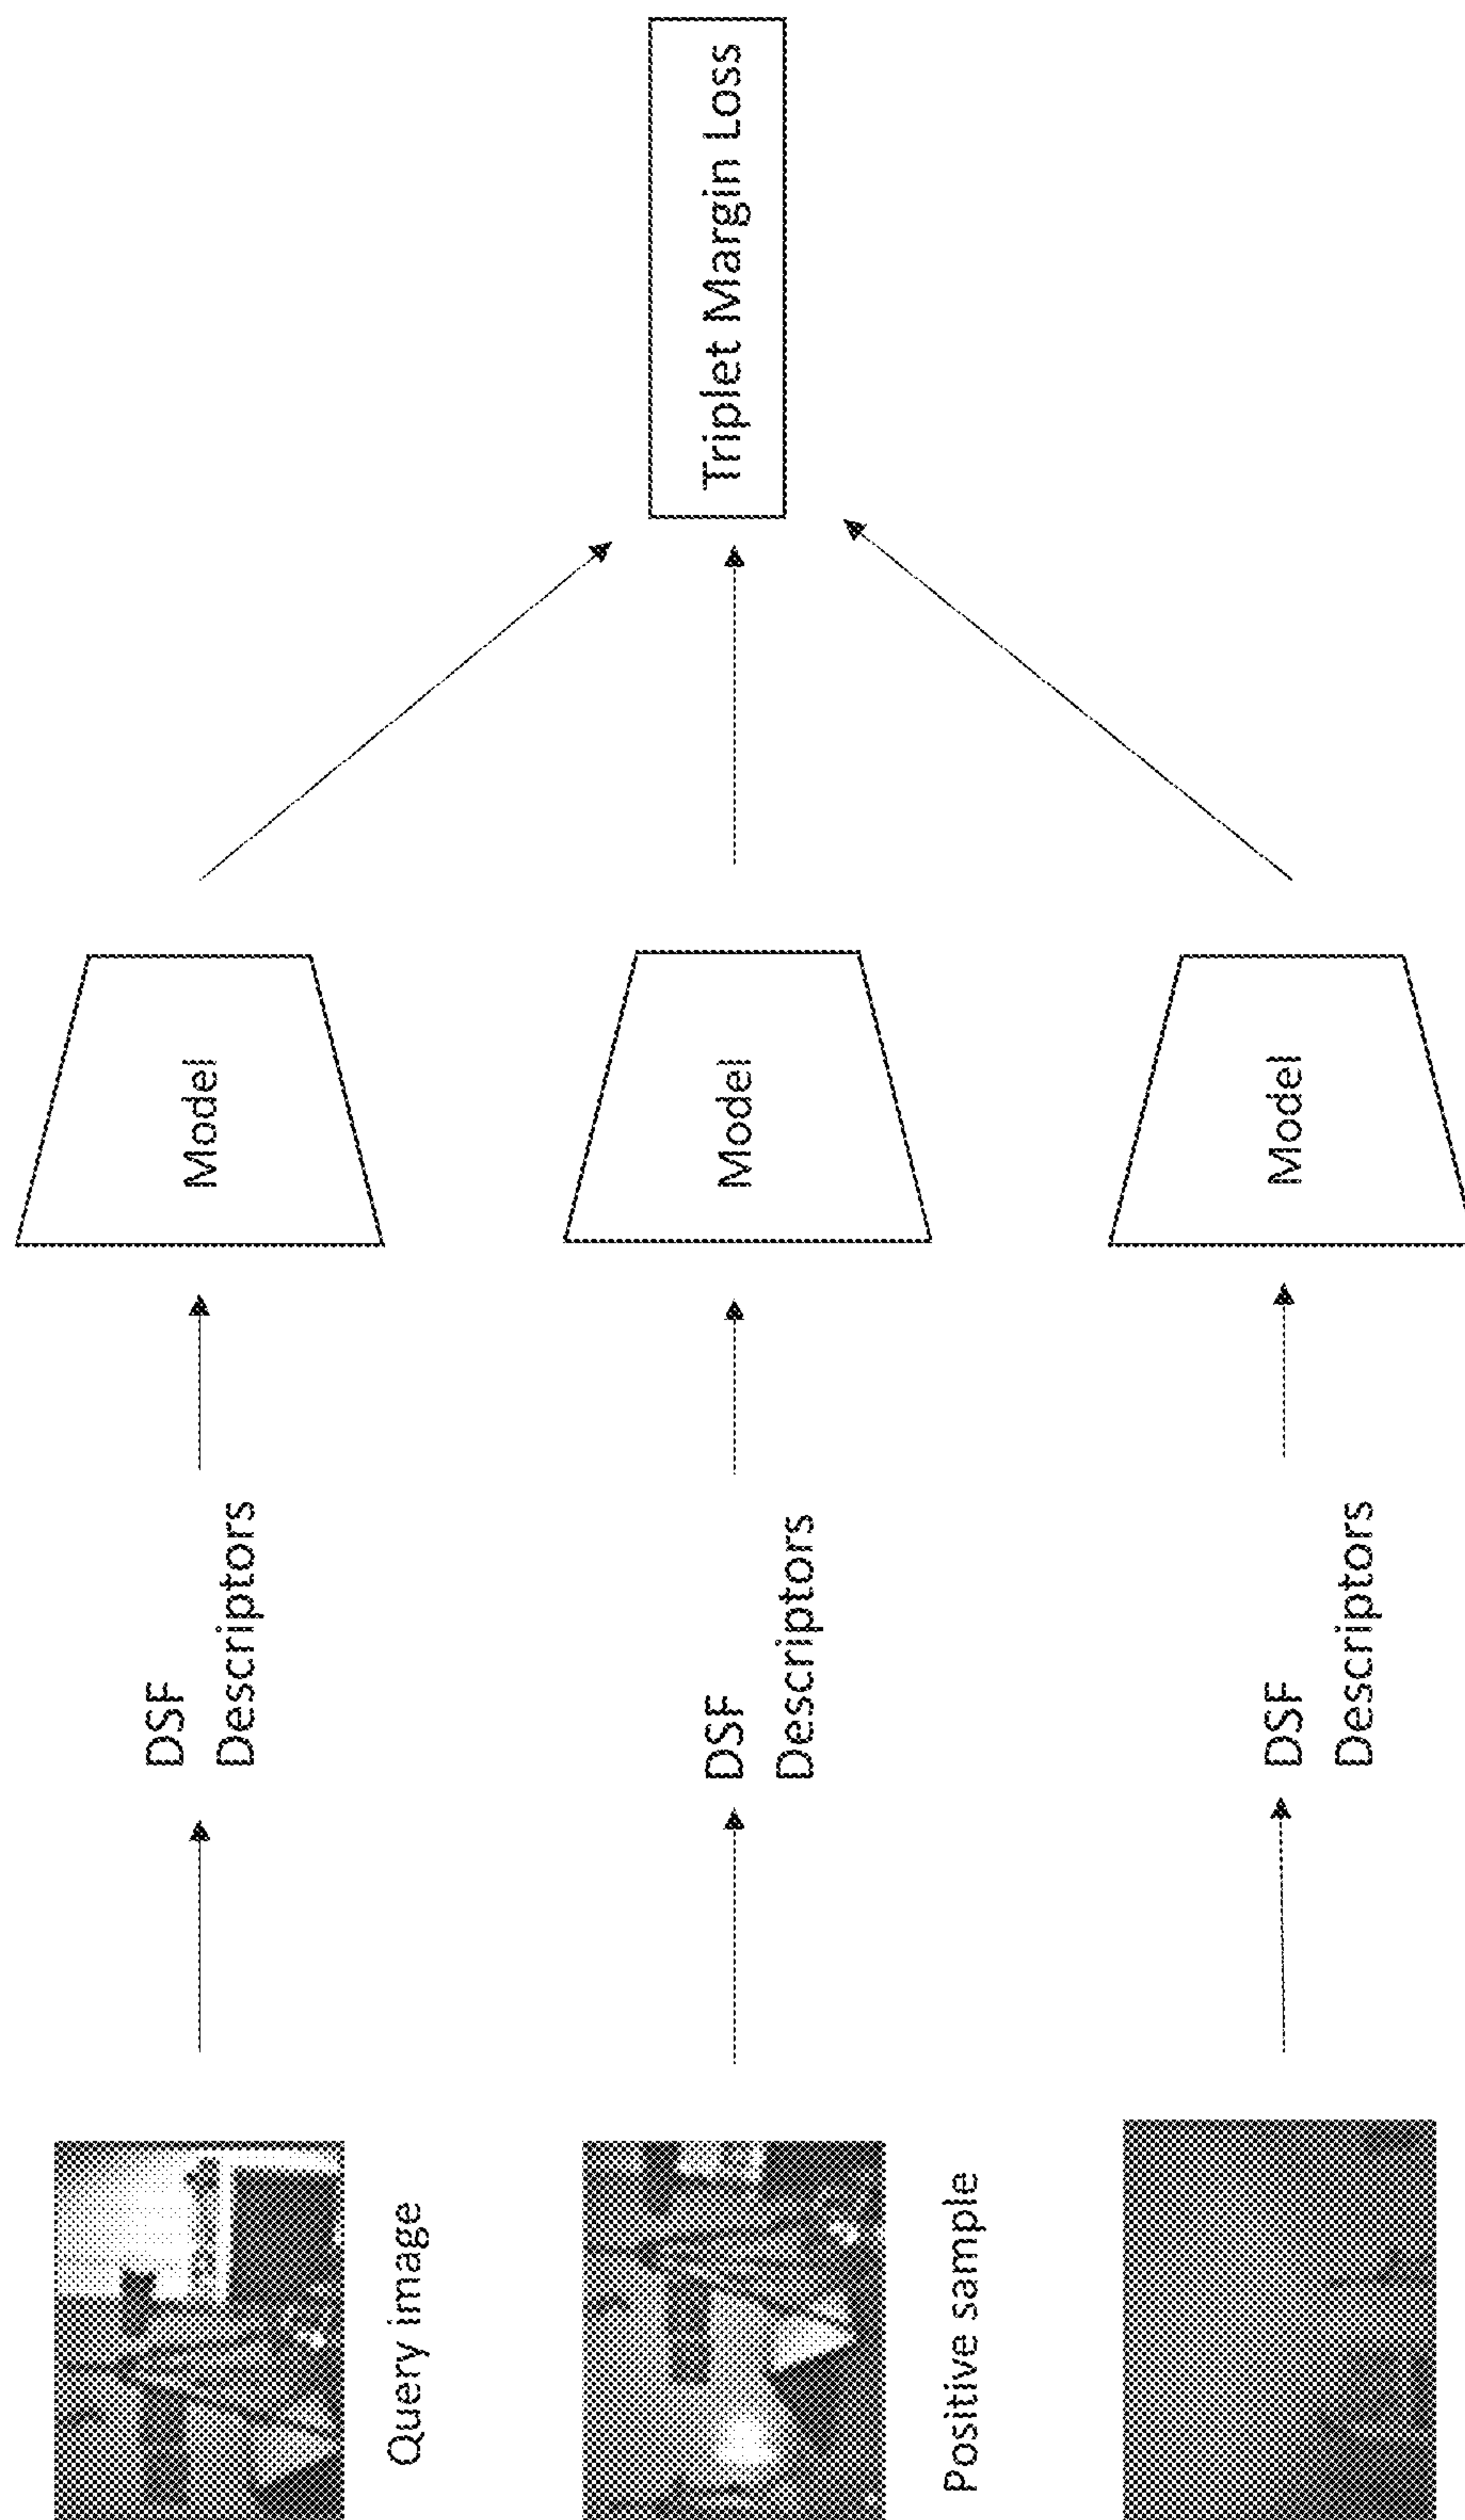 Query image
DSF
Descriptors
Model
Positive sample
DSF
Descriptors
Model
DSF
Descriptors
Model
Triplet Margin Loss